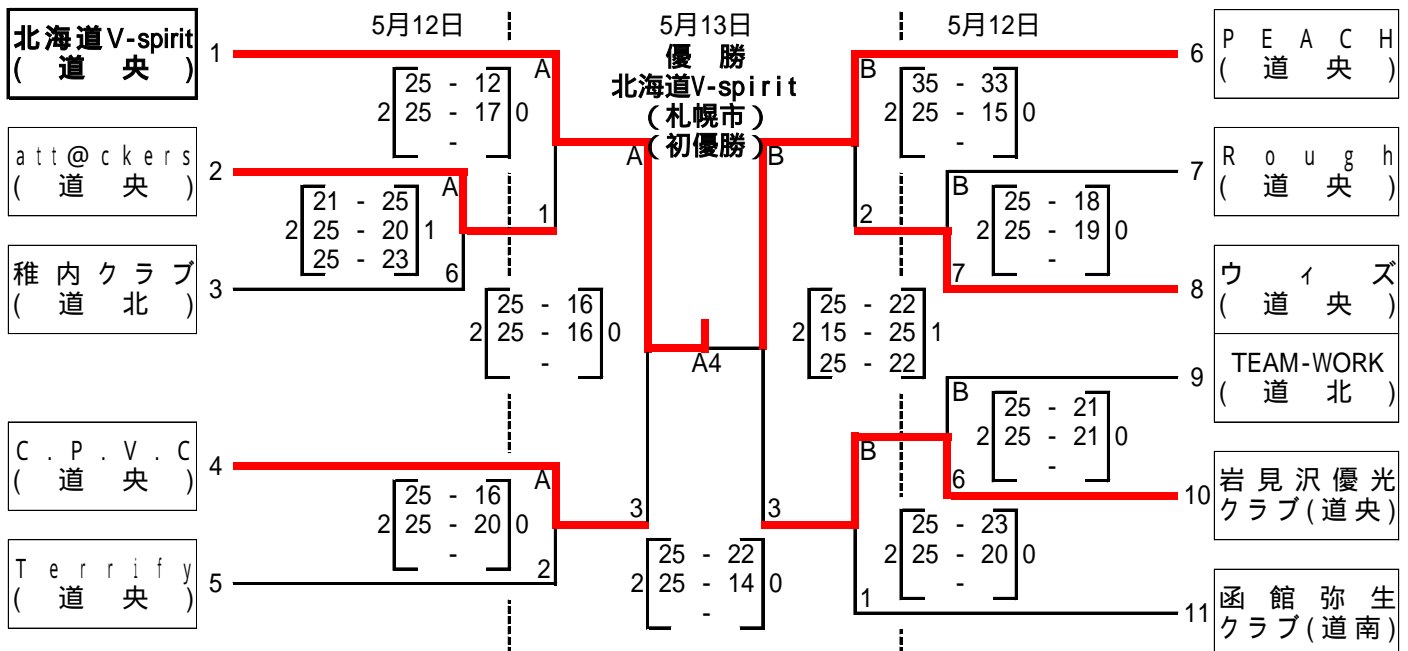 5月12日
5月13日
5月12日
優 勝
北海道V-spirit
(札幌市)
(初優勝)
北海道V-spirit
( 道 央 )
1
att@ckers
( 道 央 )
2
稚内クラブ
( 道 北 )
3
C.P.V.C
( 道 央 )
4
Terrify
( 道 央 )
5
A
25 - 12
2 25 - 17 0
-
1
A
21 - 25
2 25 - 20 1
25 - 23
6
A
25 - 16
2 25 - 16 0
-
3
A
25 - 16
2 25 - 20 0
-
2
A4
25 - 22
2 25 - 14 0
-
B
25 - 22
2 15 - 25 1
25 - 22
3
B
35 - 33
2 25 - 15 0
-
2
B
25 - 18
2 25 - 19 0
-
7
B
25 - 21
2 25 - 21 0
-
6
B
25 - 23
2 25 - 20 0
-
1
6
PEACH
( 道 央 )
7
Rough
( 道 央 )
8
ウィズ
( 道 央 )
9
TEAM-WORK
( 道 北 )
10
岩見沢優光
クラブ(道央)
11
函館弥生
クラブ(道南)